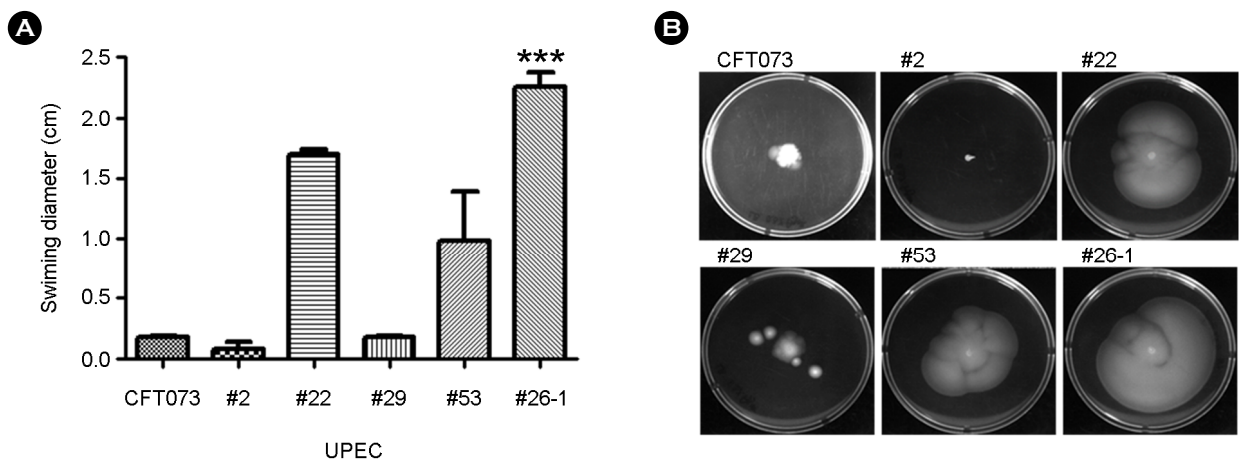 A
Swiming diameter (cm)
2.5
2.0
1.5
1.0
0.5
0.0
***
CFT073 #2 #22 #29 #53 #26-1
UPEC
B
CFT073 #2 #22
#29 #53 #26-1